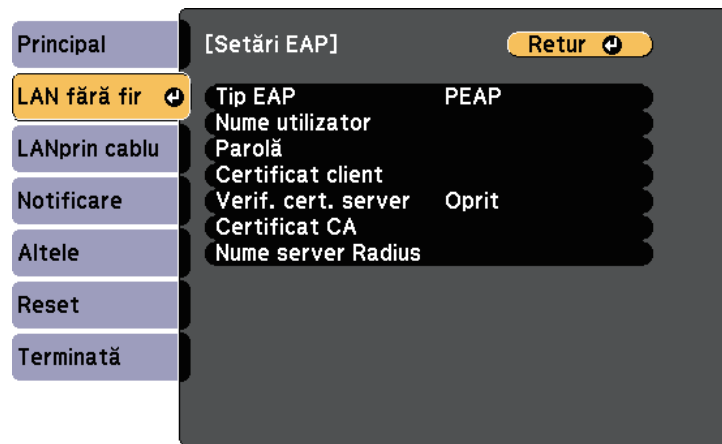 Principal
LAN fără fir
LANprin cablu
Notificare
Altele
Reset
Terminată
[Setări EAP]
Retur
Tip EAP PEAP
Nume utilizator
Parolă
Certificat client
Verif. cert. server Oprit
Certificat CA
Nume server Radius